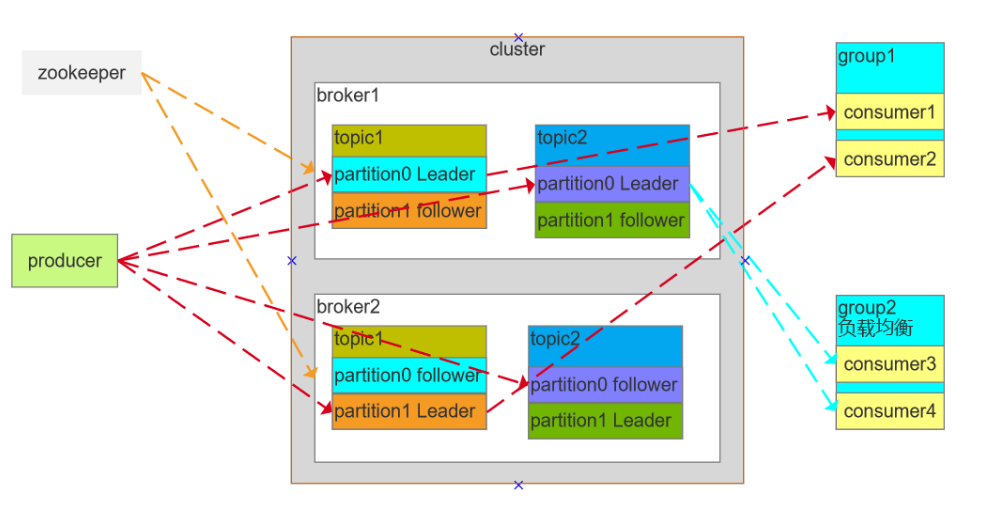 zookeeper
producer
cluster
broker1
topic1
partition0 Leader
partition1 follower
topic2
partition0 Leader
partition1 follower
broker2
topic1
partition0 follower
partition1 Leader
topic2
partition0 follower
partition1 Leader
group1
consumer1
consumer2
group2
负载均衡
consumer3
consumer4